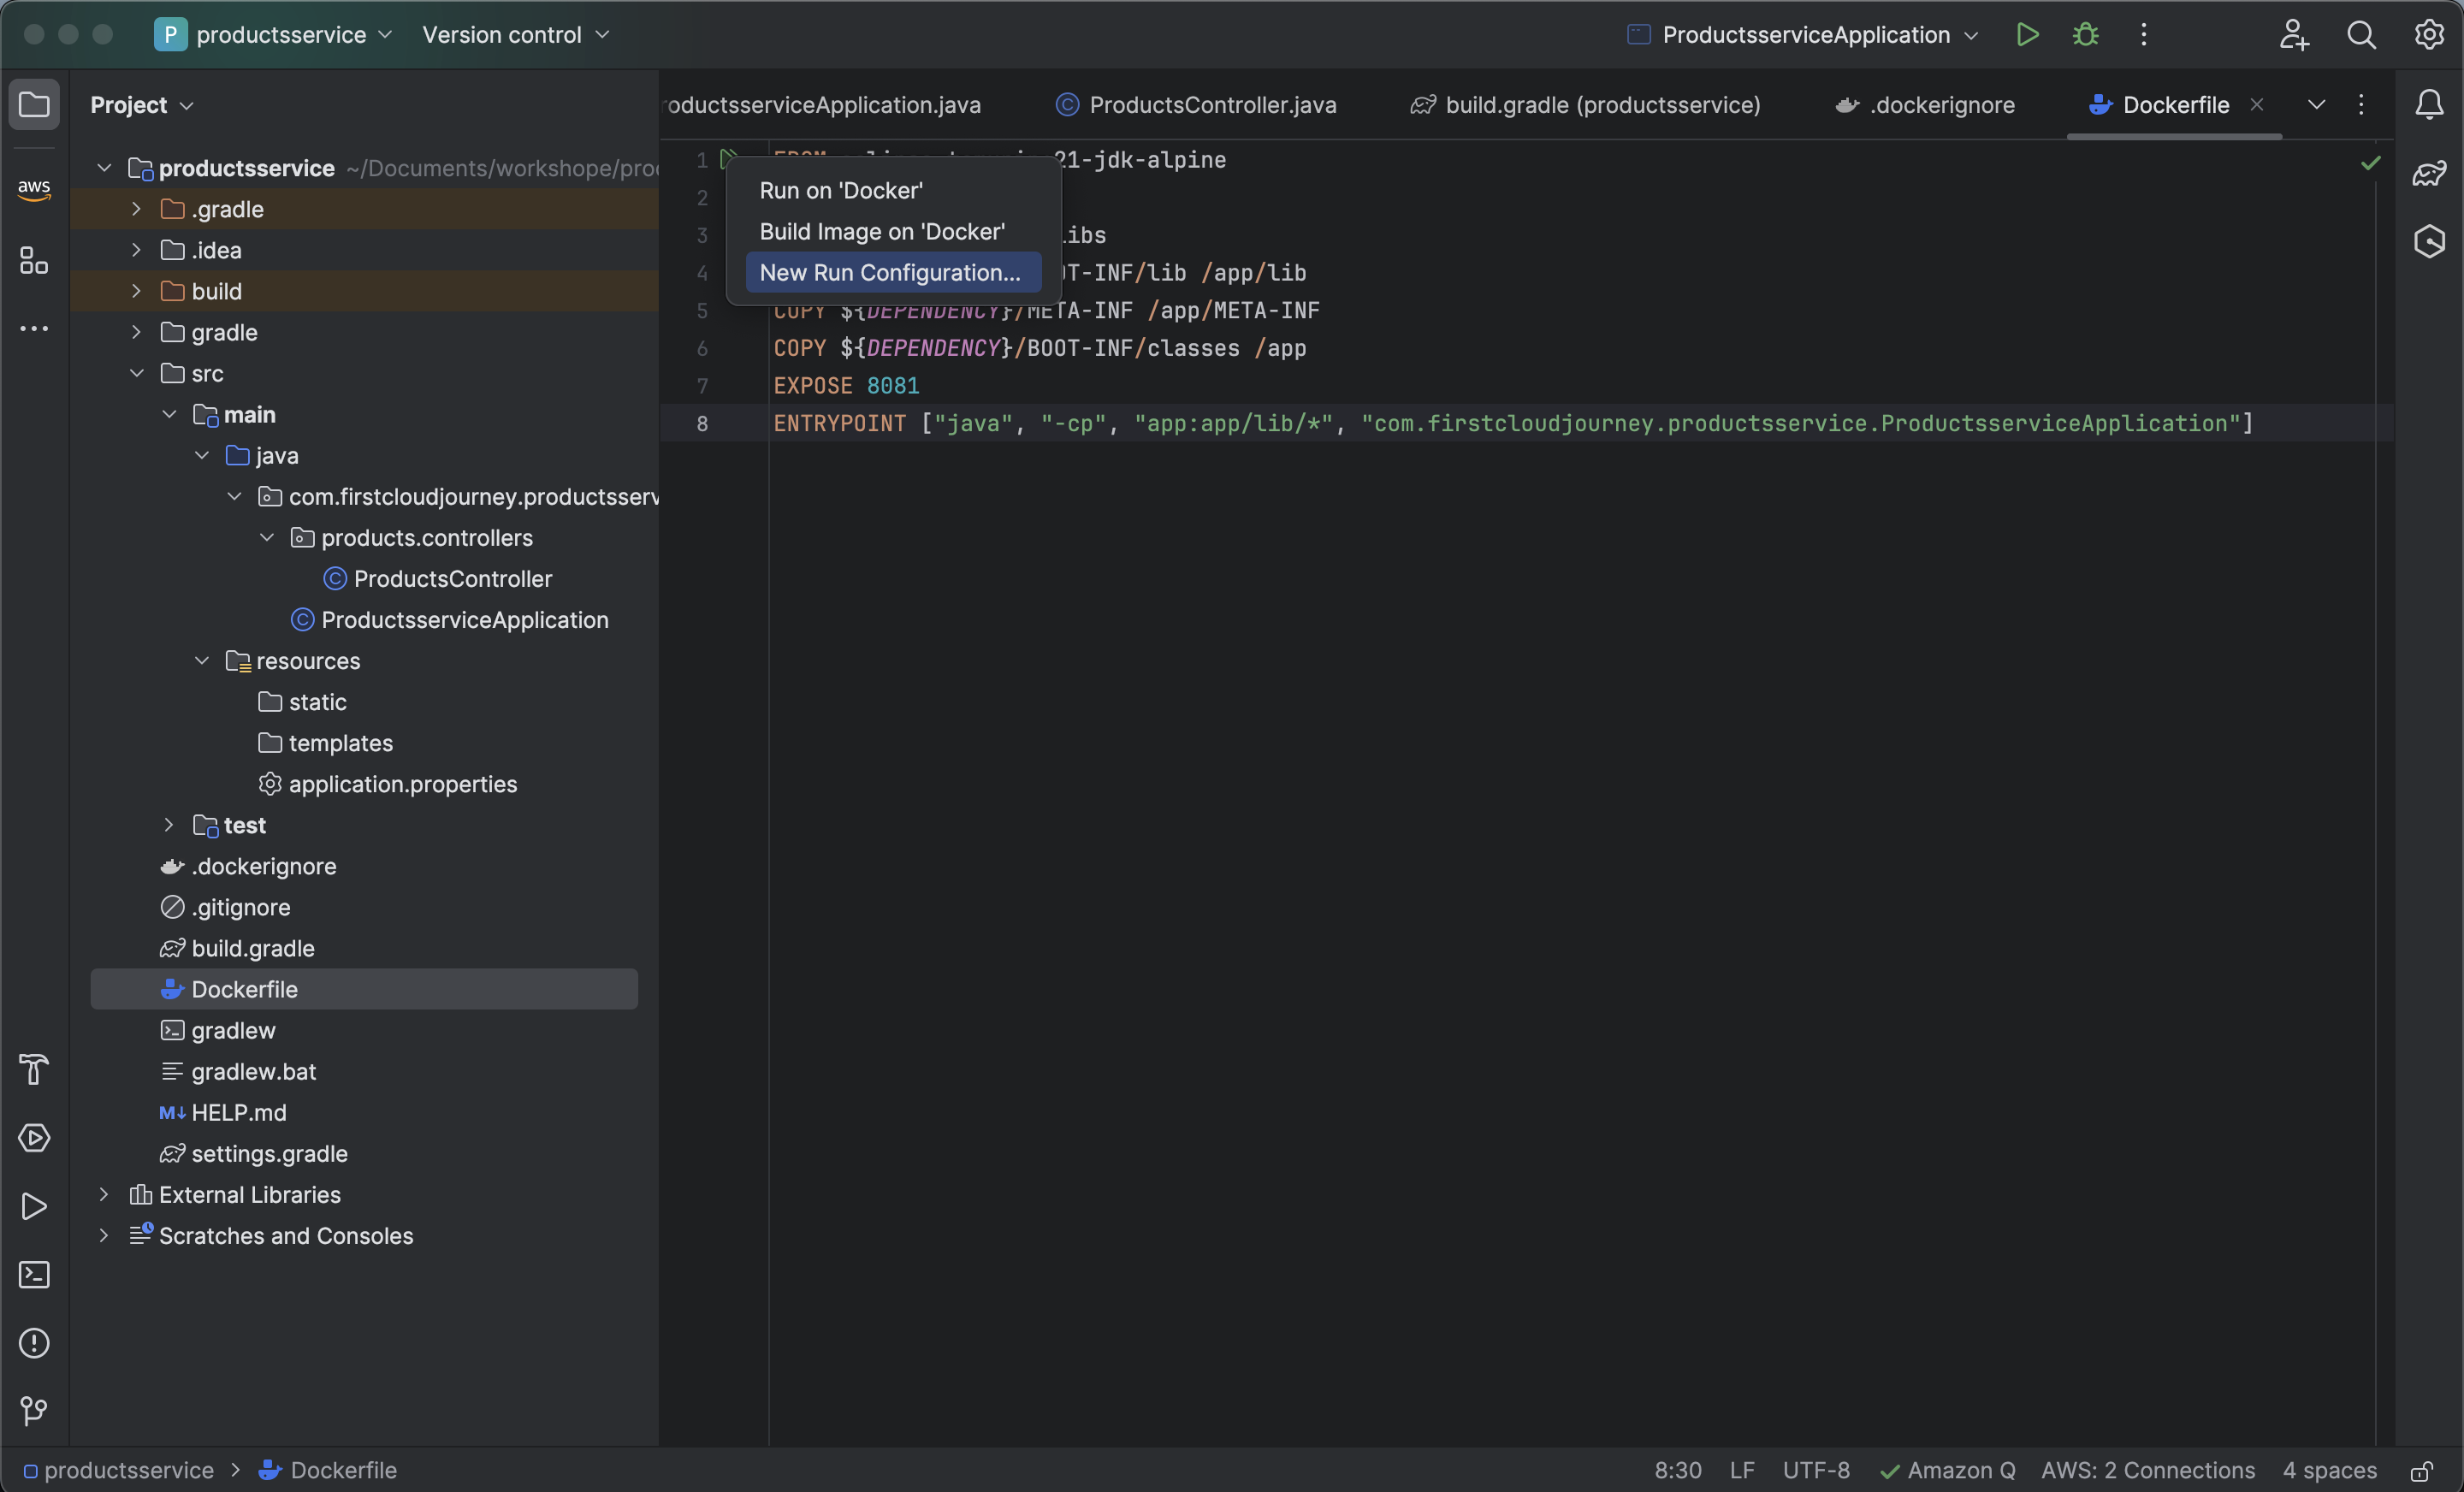 P productsservice Version control ProductsserviceApplication
Project
oductsserviceApplication.java ProductsController.java build.gradle (productsservice) .dockerignore Dockerfile
aws
productsservice ~/Documents/workshope/pro
.gradle
.idea
build
gradle
src
main
java
com.firstcloudjourney.productsserv
products.controllers
ProductsController
ProductsserviceApplication
resources
static
templates
application.properties
test
.dockerignore
.gitignore
build.gradle
Dockerfile
gradlew
gradlew.bat
M↓ HELP.md
settings.gradle
External Libraries
Scratches and Consoles
1 21-jdk-alpine
2
3 libs
4 OT-INF/lib /app/lib
5 COPY ${DEPENDENCY}/META-INF /app/META-INF
6 COPY ${DEPENDENCY}/BOOT-INF/classes /app
7 EXPOSE 8081
8 ENTRYPOINT ["java", "-cp", "app:app/lib/*", "com.firstcloudjourney.productsservice.ProductsserviceApplication"]
Run on 'Docker'
Build Image on 'Docker'
New Run Configuration...
productsservice > Dockerfile
8:30 LF UTF-8 Amazon Q AWS: 2 Connections 4 spaces